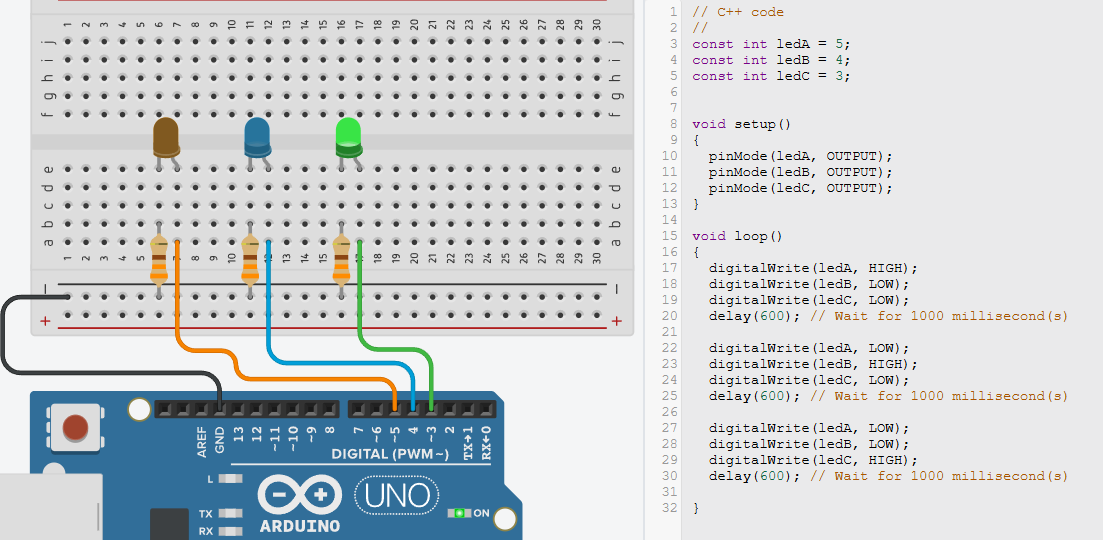 1 2 3 4 5 6 7 8 9 10 11 12 13 14 15 16 17 18 19 20 21 22 23 24 25 26 27 28 29 30
j j
i i
h h
g g
f f
e e
d d
c c
b b
a a
1 2 3 4 5 6 7 8 9 10 11 12 13 14 15 16 18 19 20 21 22 23 24 25 26 27 28 29 30
- -
+ +
AREF GND 13 12 ~11 ~10 ~9 8 7 ~6 ~5 4 ~3 2 TX→1 RX←0
DIGITAL (PWM~)
L
TX
RX
UNO
ON
ARDUINO
1 // C++ code
2 //
3 const int ledA = 5;
4 const int ledB = 4;
5 const int ledC = 3;
6
7
8 void setup()
9 {
10   pinMode(ledA, OUTPUT);
11   pinMode(ledB, OUTPUT);
12   pinMode(ledC, OUTPUT);
13 }
14
15 void loop()
16 {
17   digitalWrite(ledA, HIGH);
18   digitalWrite(ledB, LOW);
19   digitalWrite(ledC, LOW);
20   delay(600); // Wait for 1000 millisecond(s)
21
22   digitalWrite(ledA, LOW);
23   digitalWrite(ledB, HIGH);
24   digitalWrite(ledC, LOW);
25   delay(600); // Wait for 1000 millisecond(s)
26
27   digitalWrite(ledA, LOW);
28   digitalWrite(ledB, LOW);
29   digitalWrite(ledC, HIGH);
30   delay(600); // Wait for 1000 millisecond(s)
31
32 }